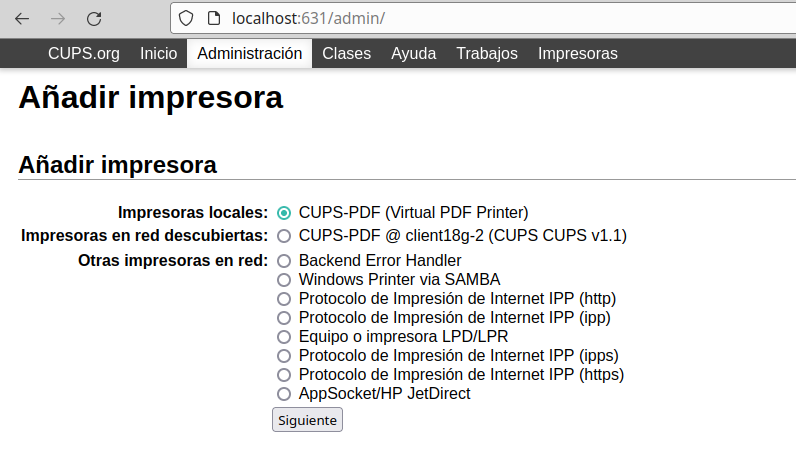 localhost:631/admin/
CUPS.org Inicio Administración Clases Ayuda Trabajos Impresoras
Añadir impresora
Añadir impresora
Impresoras locales: CUPS-PDF (Virtual PDF Printer)
Impresoras en red descubiertas: CUPS-PDF @ client18g-2 (CUPS CUPS v1.1)
Otras impresoras en red: Backend Error Handler
Windows Printer via SAMBA
Protocolo de Impresión de Internet IPP (http)
Protocolo de Impresión de Internet IPP (ipp)
Equipo o impresora LPD/LPR
Protocolo de Impresión de Internet IPP (ipps)
Protocolo de Impresión de Internet IPP (https)
AppSocket/HP JetDirect
Siguiente